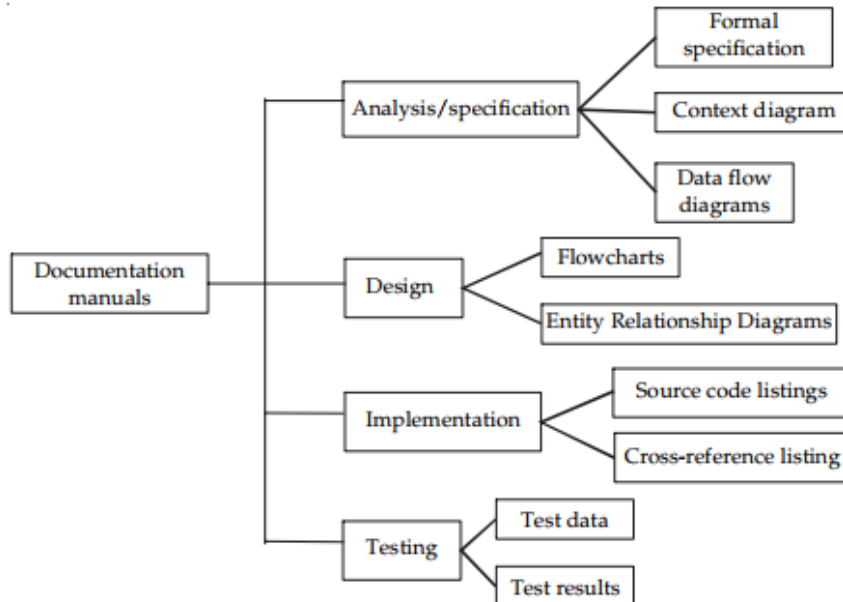 Formal
specification
Analysis/specification
Context diagram
Data flow
diagrams
Documentation
manuals
Design
Flowcharts
Entity Relationship Diagrams
Implementation
Source code listings
Cross-reference listing
Testing
Test data
Test results